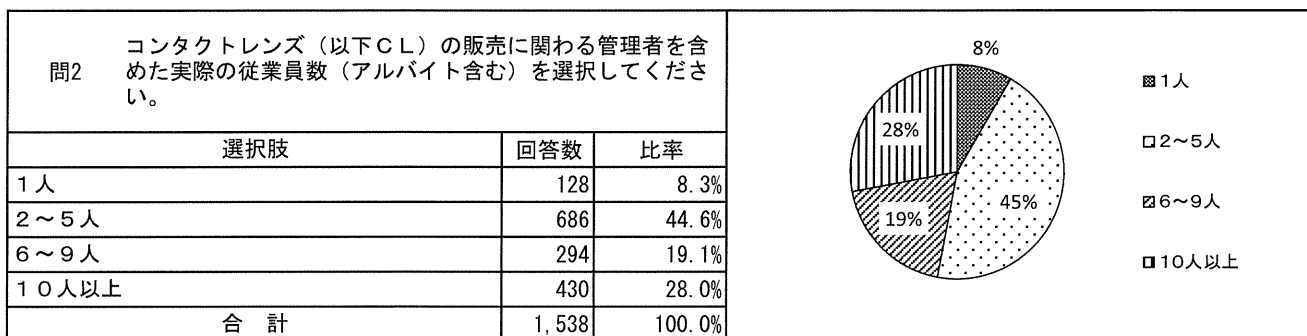 問2
コンタクトレンズ(以下CL)の販売に関わる管理者を含
めた実際の従業員数(アルバイト含む)を選択してくださ
い。
選択肢 回答数 比率
1人 128 8.3%
2~5人 686 44.6%
6~9人 294 19.1%
10人以上 430 28.0%
合 計 1,538 100.0%
8%
28%
45%
19%
1人
2~5人
6~9人
10人以上